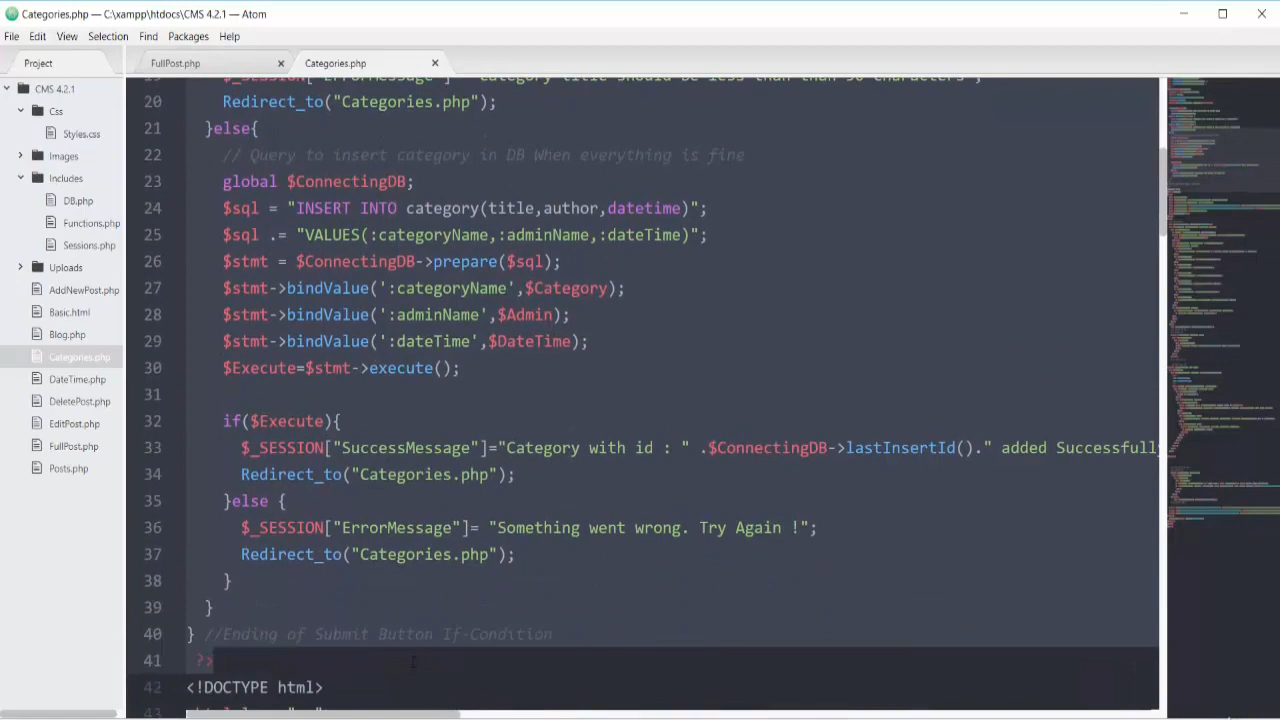 Categories.php — C:\xampp\htdocs\CMS 4.2.1 — Atom
File Edit View Selection Find Packages Help
Project
FullPost.php
Categories.php
CMS 4.2.1
Css
Styles.css
Images
Includes
DB.php
Functions.php
Sessions.php
Uploads
AddNewPost.php
Basic.html
Blog.php
Categories.php
DateTime.php
DeletePost.php
EditPost.php
FullPost.php
Posts.php
20 Redirect_to("Categories.php");
21 }else{
22 // Query to insert category in DB When everything is fine
23 global $ConnectingDB;
24 $sql = "INSERT INTO category(title,author,datetime)";
25 $sql .= "VALUES(:categoryName,:adminName,:dateTime)";
26 $stmt = $ConnectingDB->prepare($sql);
27 $stmt->bindValue(':categoryName',$Category);
28 $stmt->bindValue(':adminName',$Admin);
29 $stmt->bindValue(':dateTime',$DateTime);
30 $Execute=$stmt->execute();
31
32 if($Execute){
33 $_SESSION["SuccessMessage"]="Category with id : " .$ConnectingDB->lastInsertId()." added Successfully
34 Redirect_to("Categories.php");
35 }else {
36 $_SESSION["ErrorMessage"]= "Something went wrong. Try Again !";
37 Redirect_to("Categories.php");
38 }
39 }
40 } //Ending of Submit Button If-Condition
41 ?>
42 <!DOCTYPE html>